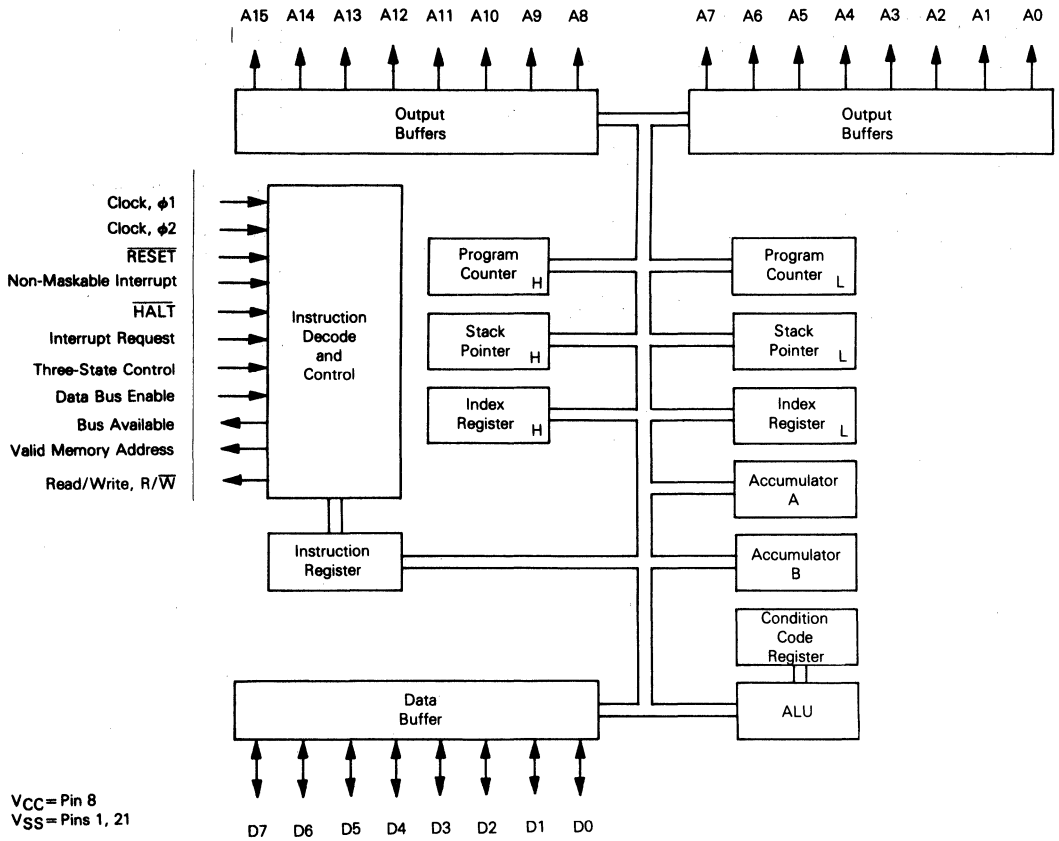 A15 A14 A13 A12 A11 A10 A9 A8 A7 A6 A5 A4 A3 A2 A1 A0
Output
Buffers
Output
Buffers
Clock, ϕ1
Clock, ϕ2
R̅E̅S̅E̅T̅
Non-Maskable Interrupt
H̅A̅L̅T̅
Interrupt Request
Three-State Control
Data Bus Enable
Bus Available
Valid Memory Address
Read/Write, R/W̅
Instruction
Decode
and
Control
Program
Counter H
Program
Counter L
Stack
Pointer H
Stack
Pointer L
Index
Register H
Index
Register L
Accumulator
A
Instruction
Register
Accumulator
B
Condition
Code
Register
Data
Buffer
ALU
VCC = Pin 8
VSS = Pins 1, 21
D7 D6 D5 D4 D3 D2 D1 D0